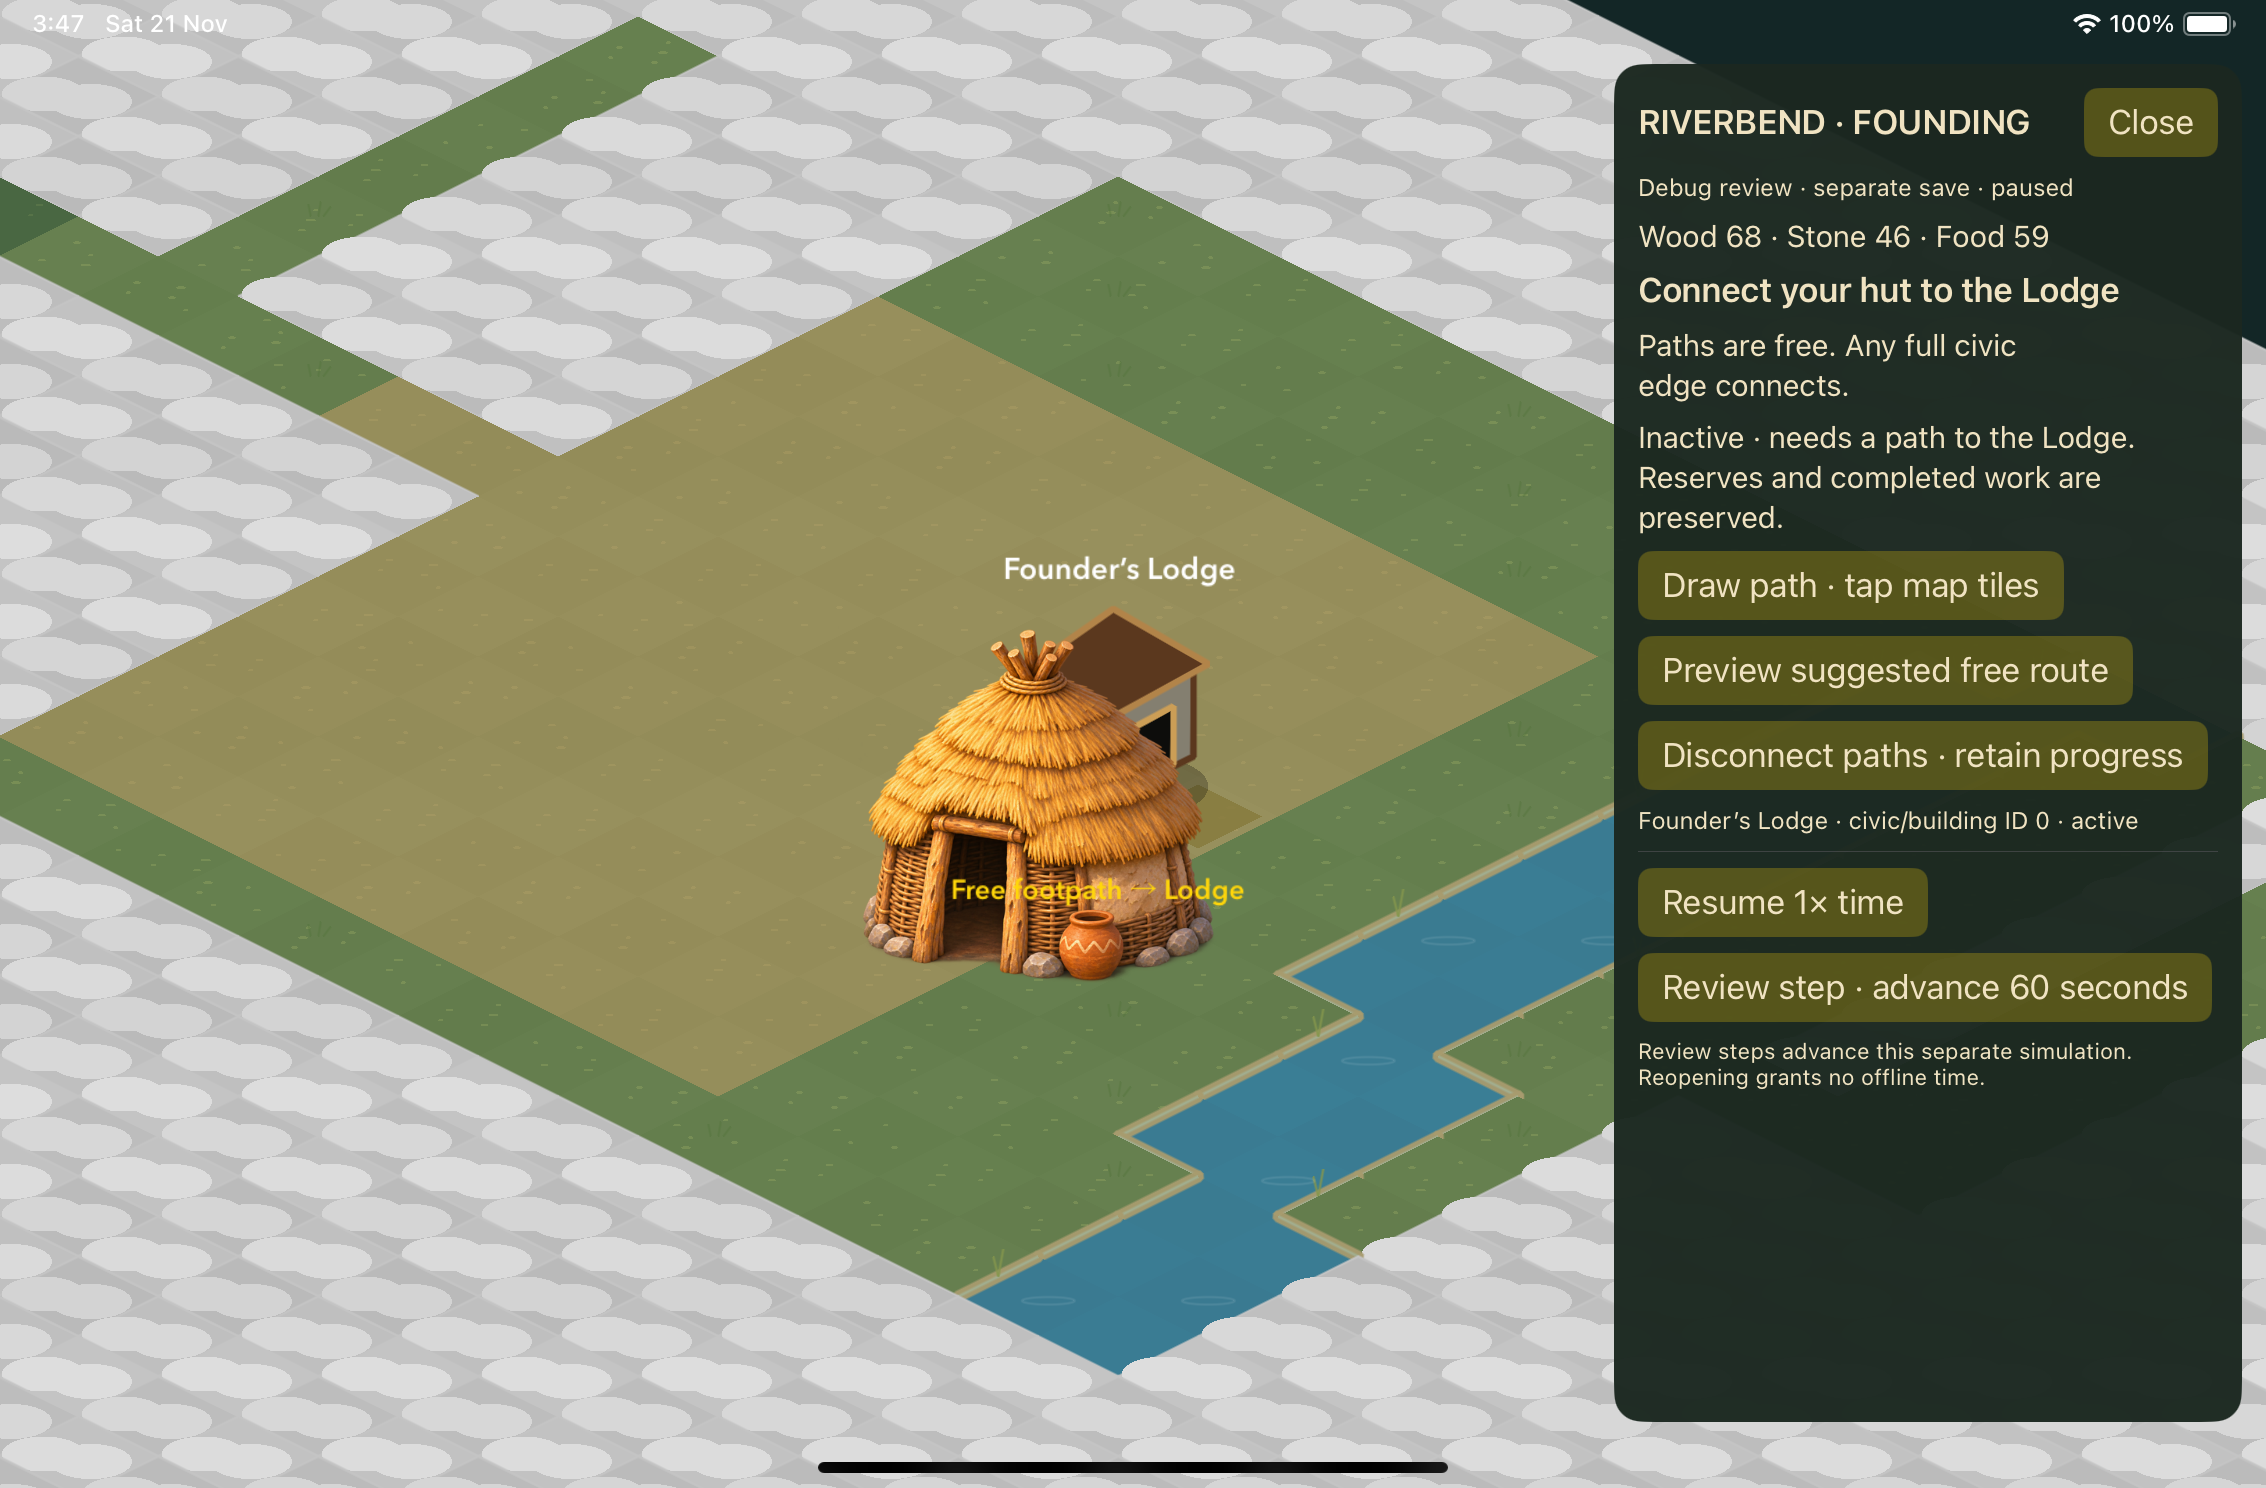 3:47 Sat 21 Nov
100%
RIVERBEND · FOUNDING
Close
Debug review · separate save · paused
Wood 68 · Stone 46 · Food 59
Connect your hut to the Lodge
Paths are free. Any full civic
edge connects.
Inactive · needs a path to the Lodge.
Reserves and completed work are
preserved.
Draw path · tap map tiles
Preview suggested free route
Disconnect paths · retain progress
Founder’s Lodge · civic/building ID 0 · active
Resume 1× time
Review step · advance 60 seconds
Review steps advance this separate simulation.
Reopening grants no offline time.
Founder’s Lodge
Free footpath → Lodge